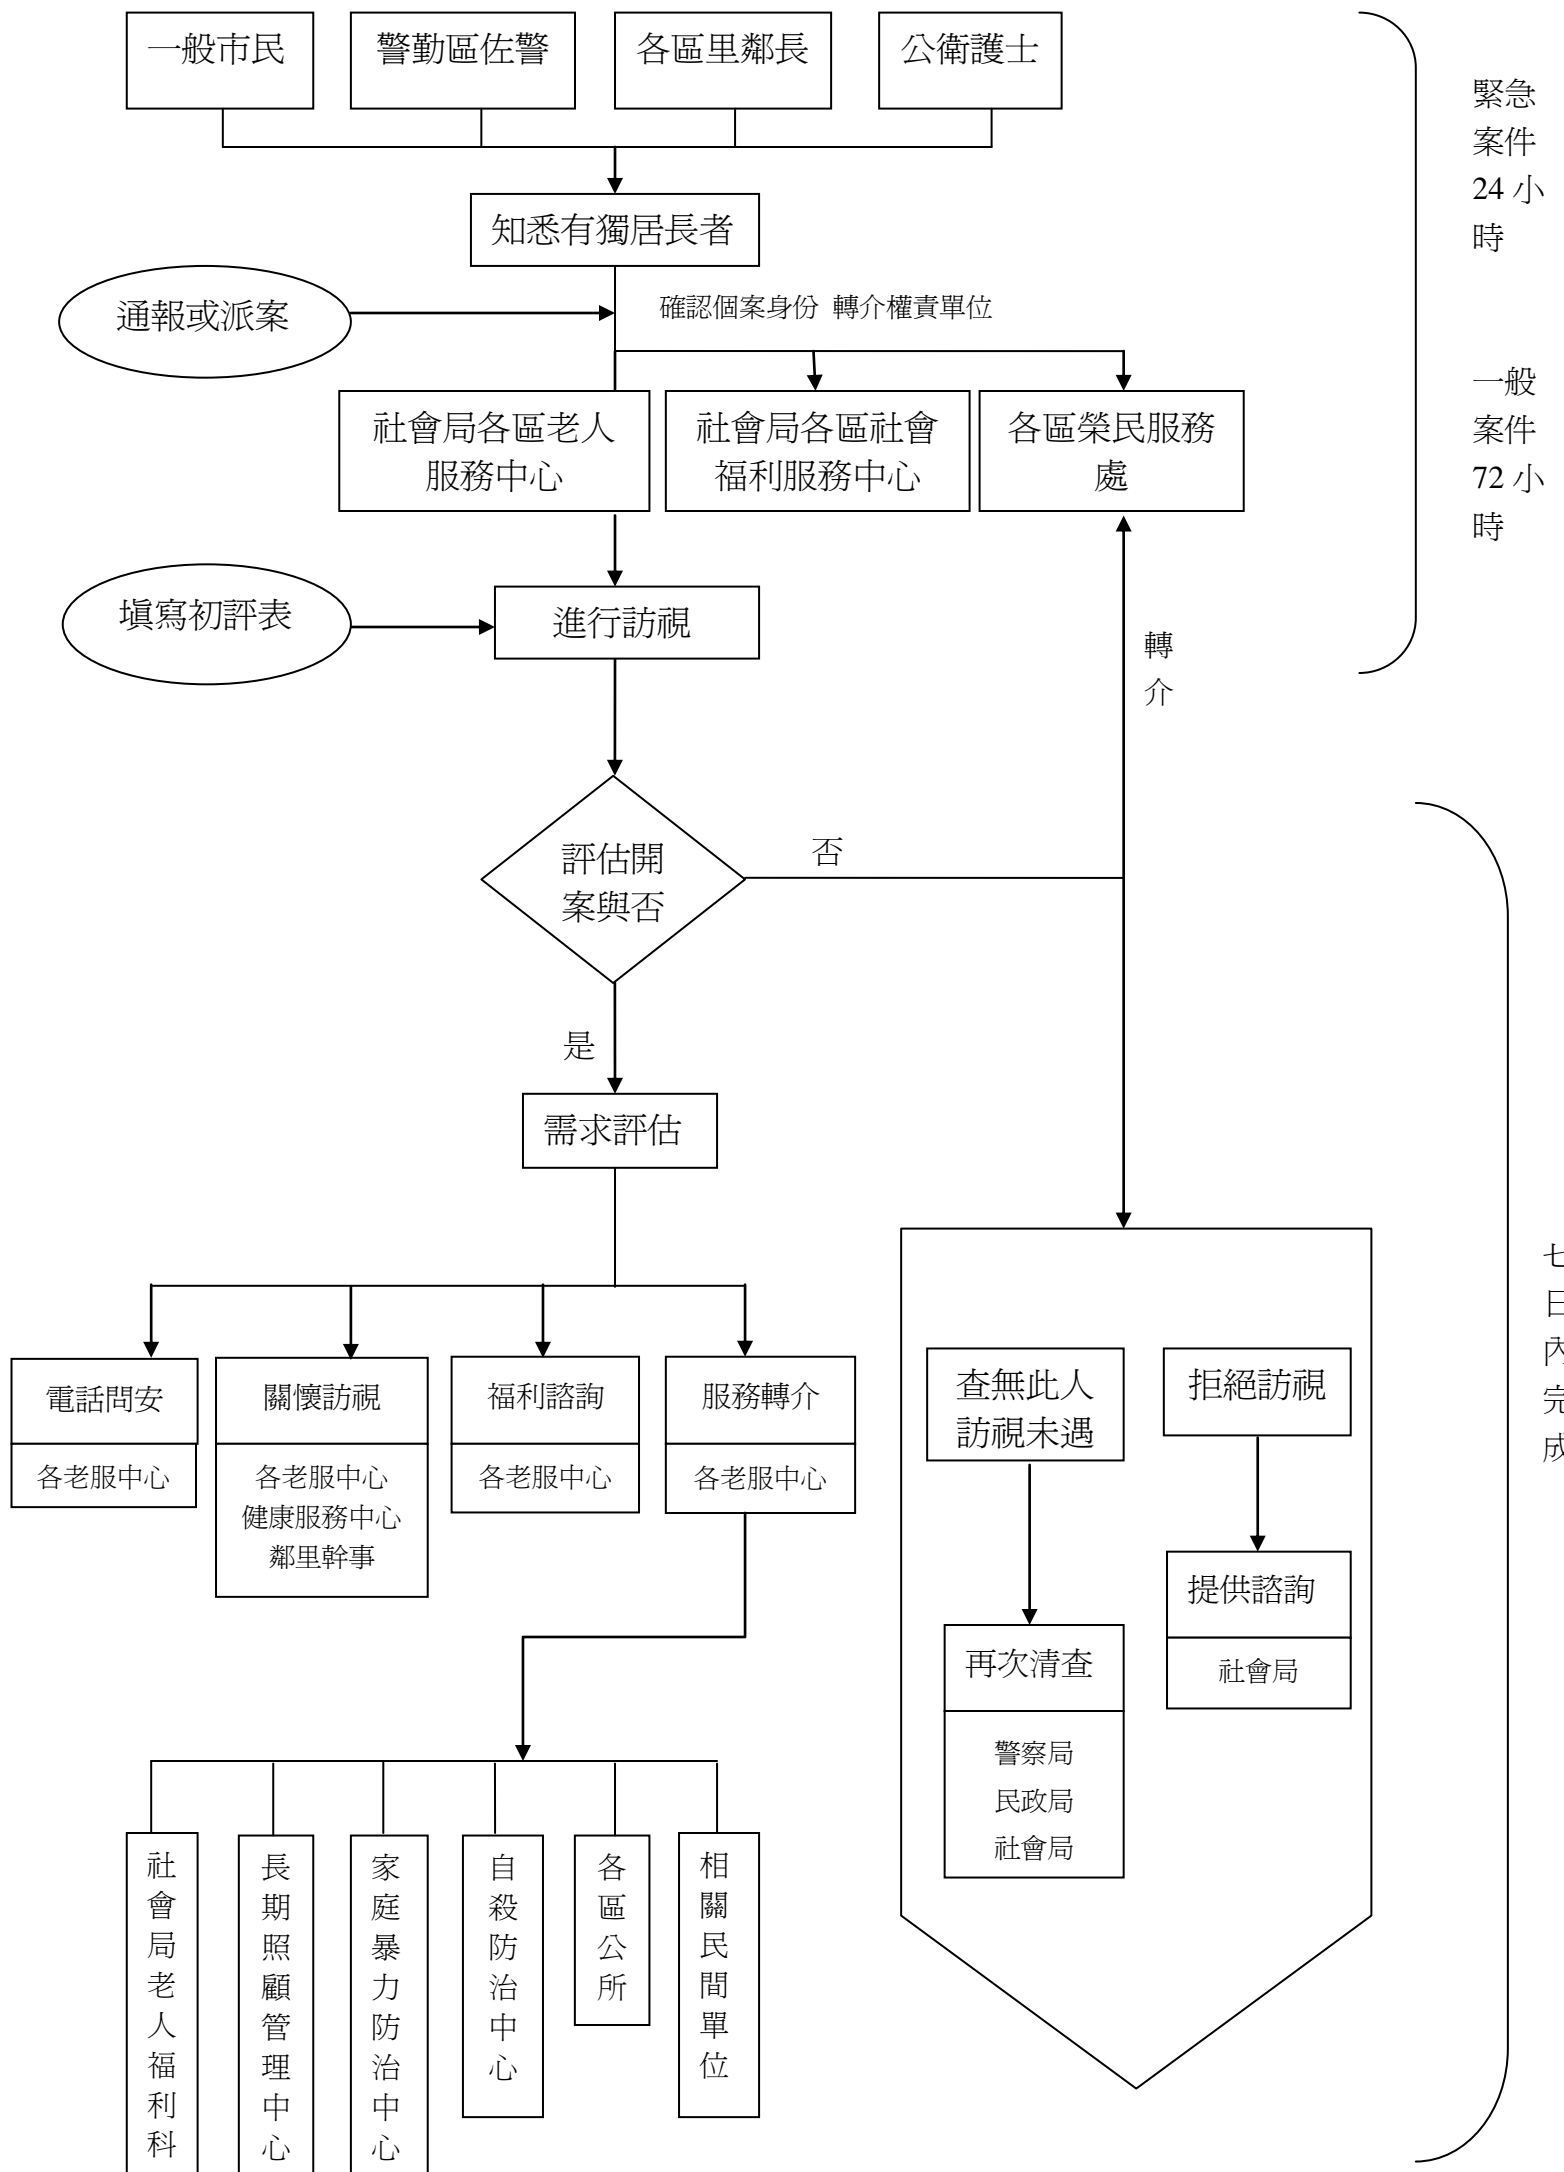 一般市民
警勤區佐警
各區里鄰長
公衛護士
緊急
案件
24 小
時
知悉有獨居長者
通報或派案
確認個案身份 轉介權責單位
一般
案件
72 小
時
社會局各區老人
服務中心
社會局各區社會
福利服務中心
各區榮民服務
處
填寫初評表
進行訪視
轉
介
評估開
案與否
否
是
需求評估
七
日
內
完
成
電話問安
各老服中心
關懷訪視
各老服中心
健康服務中心
鄰里幹事
福利諮詢
各老服中心
服務轉介
各老服中心
查無此人
訪視未遇
拒絕訪視
提供諮詢
社會局
再次清查
警察局
民政局
社會局
社會局老人福利科
長期照顧管理中心
家庭暴力防治中心
自殺防治中心
各區公所
相關民間單位